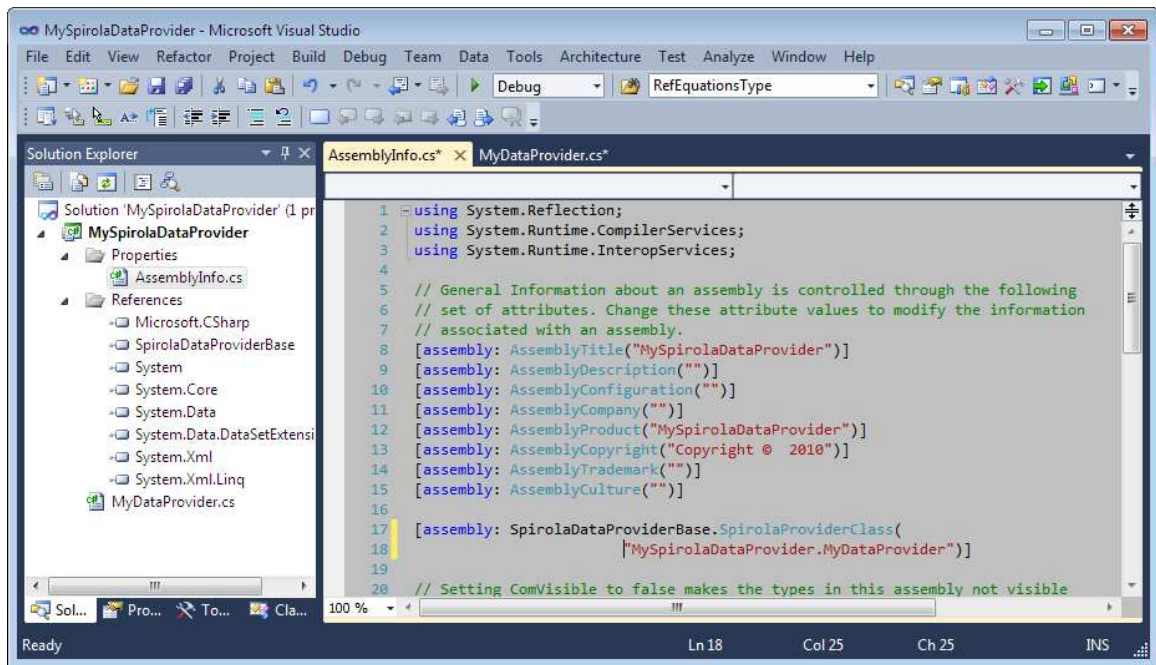 MySpirolaDataProvider - Microsoft Visual Studio
File Edit View Refactor Project Build Debug Team Data Tools Architecture Test Analyze Window Help
Debug RefEquationsType
Solution Explorer
AssemblyInfo.cs* MyDataProvider.cs*
Solution 'MySpirolaDataProvider' (1 pr
MySpirolaDataProvider
Properties
AssemblyInfo.cs
References
Microsoft.CSharp
SpirolaDataProviderBase
System
System.Core
System.Data
System.Data.DataSetExtensi
System.Xml
System.Xml.Linq
MyDataProvider.cs
1 using System.Reflection;
2 using System.Runtime.CompilerServices;
3 using System.Runtime.InteropServices;
4
5 // General Information about an assembly is controlled through the following
6 // set of attributes. Change these attribute values to modify the information
7 // associated with an assembly.
8 [assembly: AssemblyTitle("MySpirolaDataProvider")]
9 [assembly: AssemblyDescription("")]
10 [assembly: AssemblyConfiguration("")]
11 [assembly: AssemblyCompany("")]
12 [assembly: AssemblyProduct("MySpirolaDataProvider")]
13 [assembly: AssemblyCopyright("Copyright © 2010")]
14 [assembly: AssemblyTrademark("")]
15 [assembly: AssemblyCulture("")]
16
17 [assembly: SpirolaDataProviderBase.SpirolaProviderClass(
18 "MySpirolaDataProvider.MyDataProvider")]
19
20 // Setting ComVisible to false makes the types in this assembly not visible
Sol... Pro... To... Cla...
100 %
Ready Ln 18 Col 25 Ch 25 INS